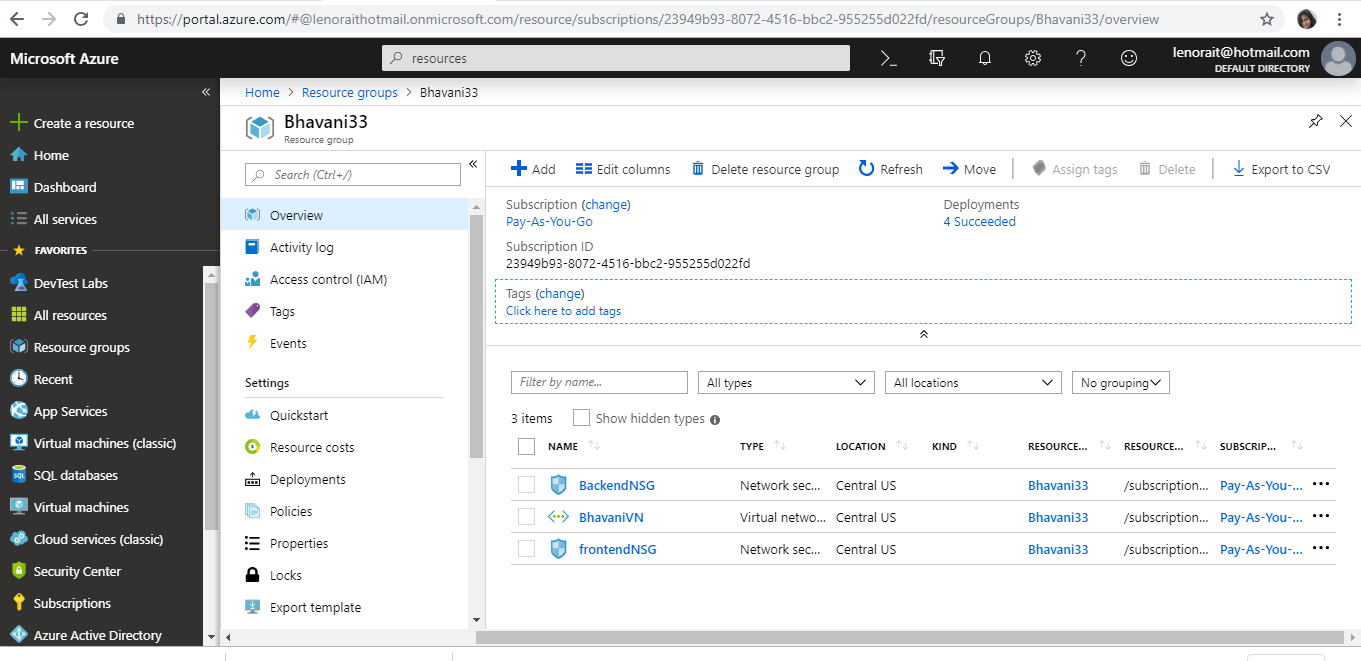 https://portal.azure.com/#@lenoraithotmail.onmicrosoft.com/resource/subscriptions/23949b93-8072-4516-bbc2-955255d022fd/resourceGroups/Bhavani33/overview
Microsoft Azure
resources
lenorait@hotmail.com
DEFAULT DIRECTORY
Create a resource
Home
Dashboard
All services
FAVORITES
DevTest Labs
All resources
Resource groups
Recent
App Services
Virtual machines (classic)
SQL databases
Virtual machines
Cloud services (classic)
Security Center
Subscriptions
Azure Active Directory
Home > Resource groups > Bhavani33
Bhavani33
Resource group
Search (Ctrl+/)
Overview
Activity log
Access control (IAM)
Tags
Events
Settings
Quickstart
Resource costs
Deployments
Policies
Properties
Locks
Export template
Add Edit columns Delete resource group Refresh Move Assign tags Delete Export to CSV
Subscription (change)
Pay-As-You-Go
Deployments
4 Succeeded
Subscription ID
23949b93-8072-4516-bbc2-955255d022fd
Tags (change)
Click here to add tags
Filter by name... All types All locations No grouping
3 items Show hidden types
NAME TYPE LOCATION KIND RESOURCE... RESOURCE... SUBSCRIP...
BackendNSG Network sec... Central US Bhavani33 /subscription... Pay-As-You-... •••
BhavaniVN Virtual netwo... Central US Bhavani33 /subscription... Pay-As-You-... •••
frontendNSG Network sec... Central US Bhavani33 /subscription... Pay-As-You-... •••